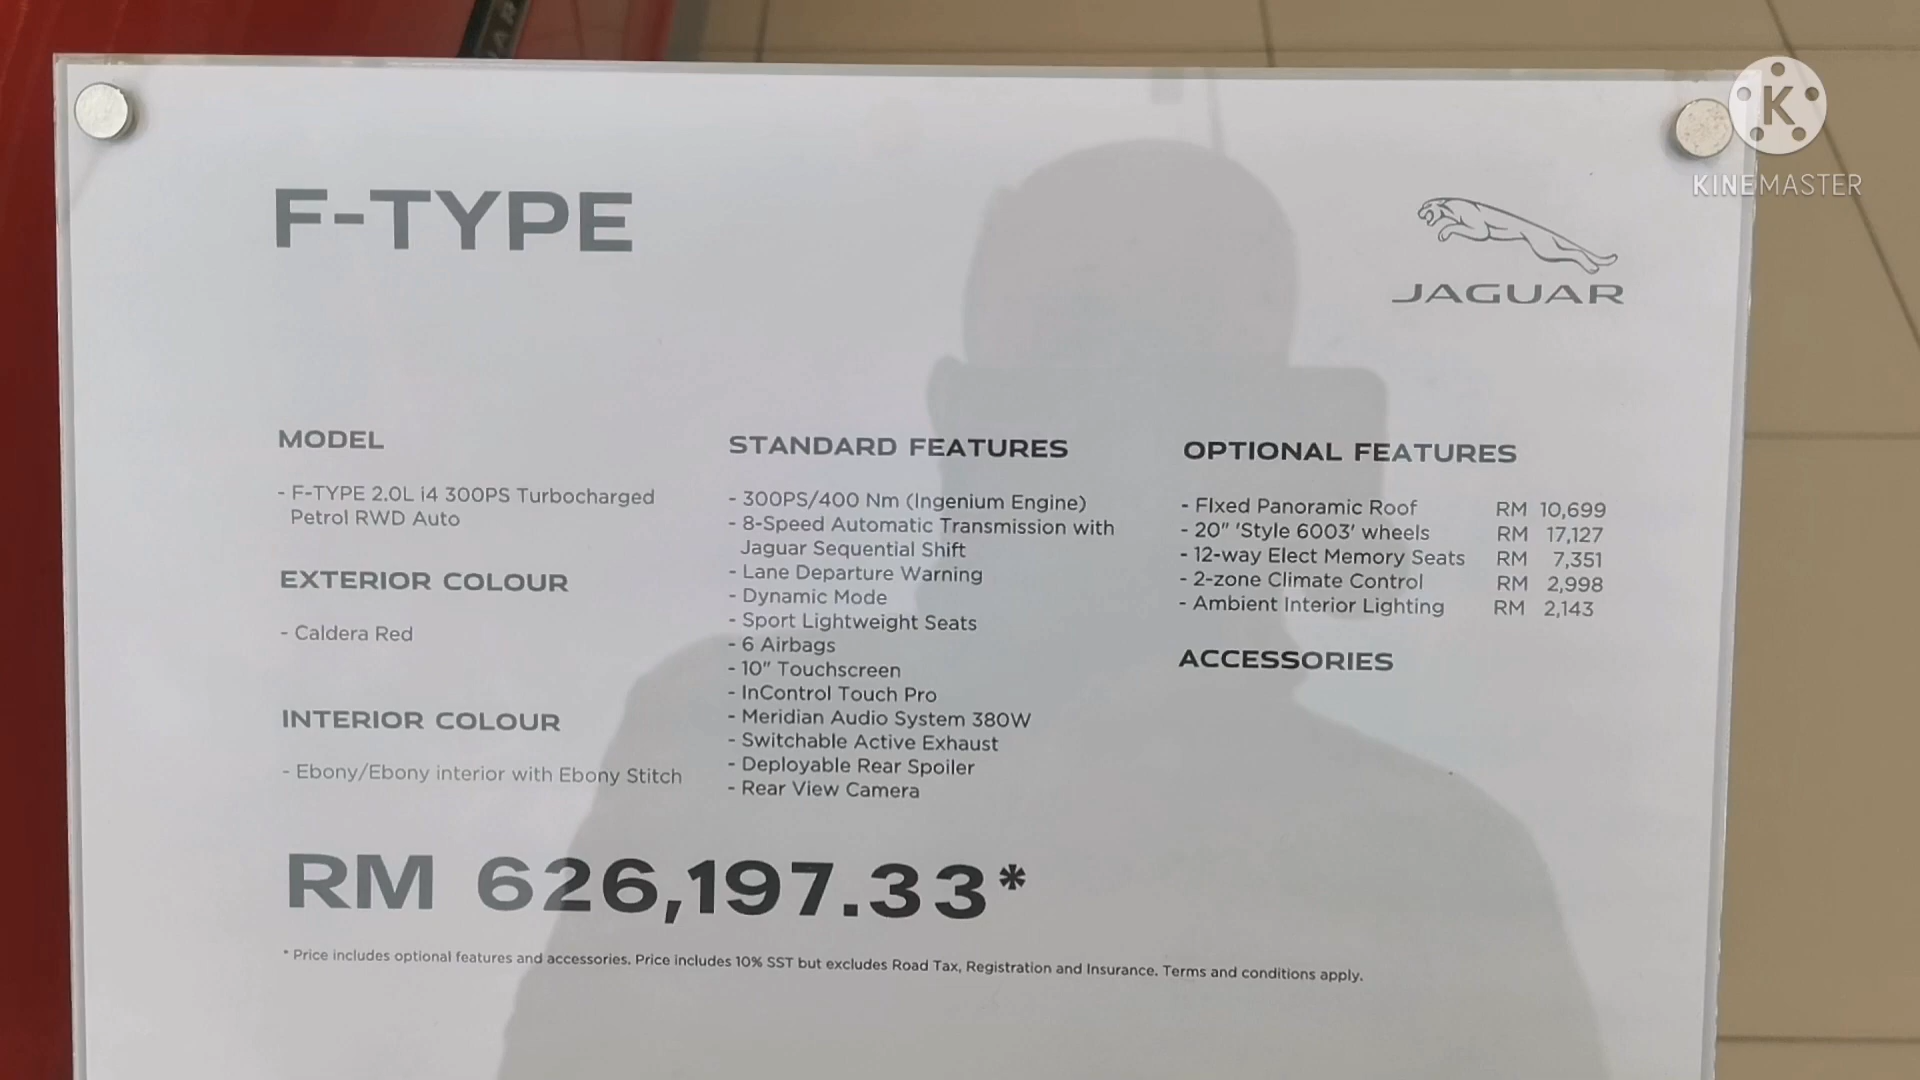 K
KINEMASTER
F-TYPE
JAGUAR
MODEL
- F-TYPE 2.0L i4 300PS Turbocharged
Petrol RWD Auto
EXTERIOR COLOUR
- Caldera Red
INTERIOR COLOUR
- Ebony/Ebony interior with Ebony Stitch
STANDARD FEATURES
- 300PS/400 Nm (Ingenium Engine)
- 8-Speed Automatic Transmission with
Jaguar Sequential Shift
- Lane Departure Warning
- Dynamic Mode
- Sport Lightweight Seats
- 6 Airbags
- 10" Touchscreen
- InControl Touch Pro
- Meridian Audio System 380W
- Switchable Active Exhaust
- Deployable Rear Spoiler
- Rear View Camera
OPTIONAL FEATURES
- FIxed Panoramic Roof RM 10,699
- 20" 'Style 6003' wheels RM 17,127
- 12-way Elect Memory Seats RM 7,351
- 2-zone Climate Control RM 2,998
- Ambient Interior Lighting RM 2,143
ACCESSORIES
RM 626,197.33*
* Price includes optional features and accessories. Price includes 10% SST but excludes Road Tax, Registration and Insurance. Terms and conditions apply.